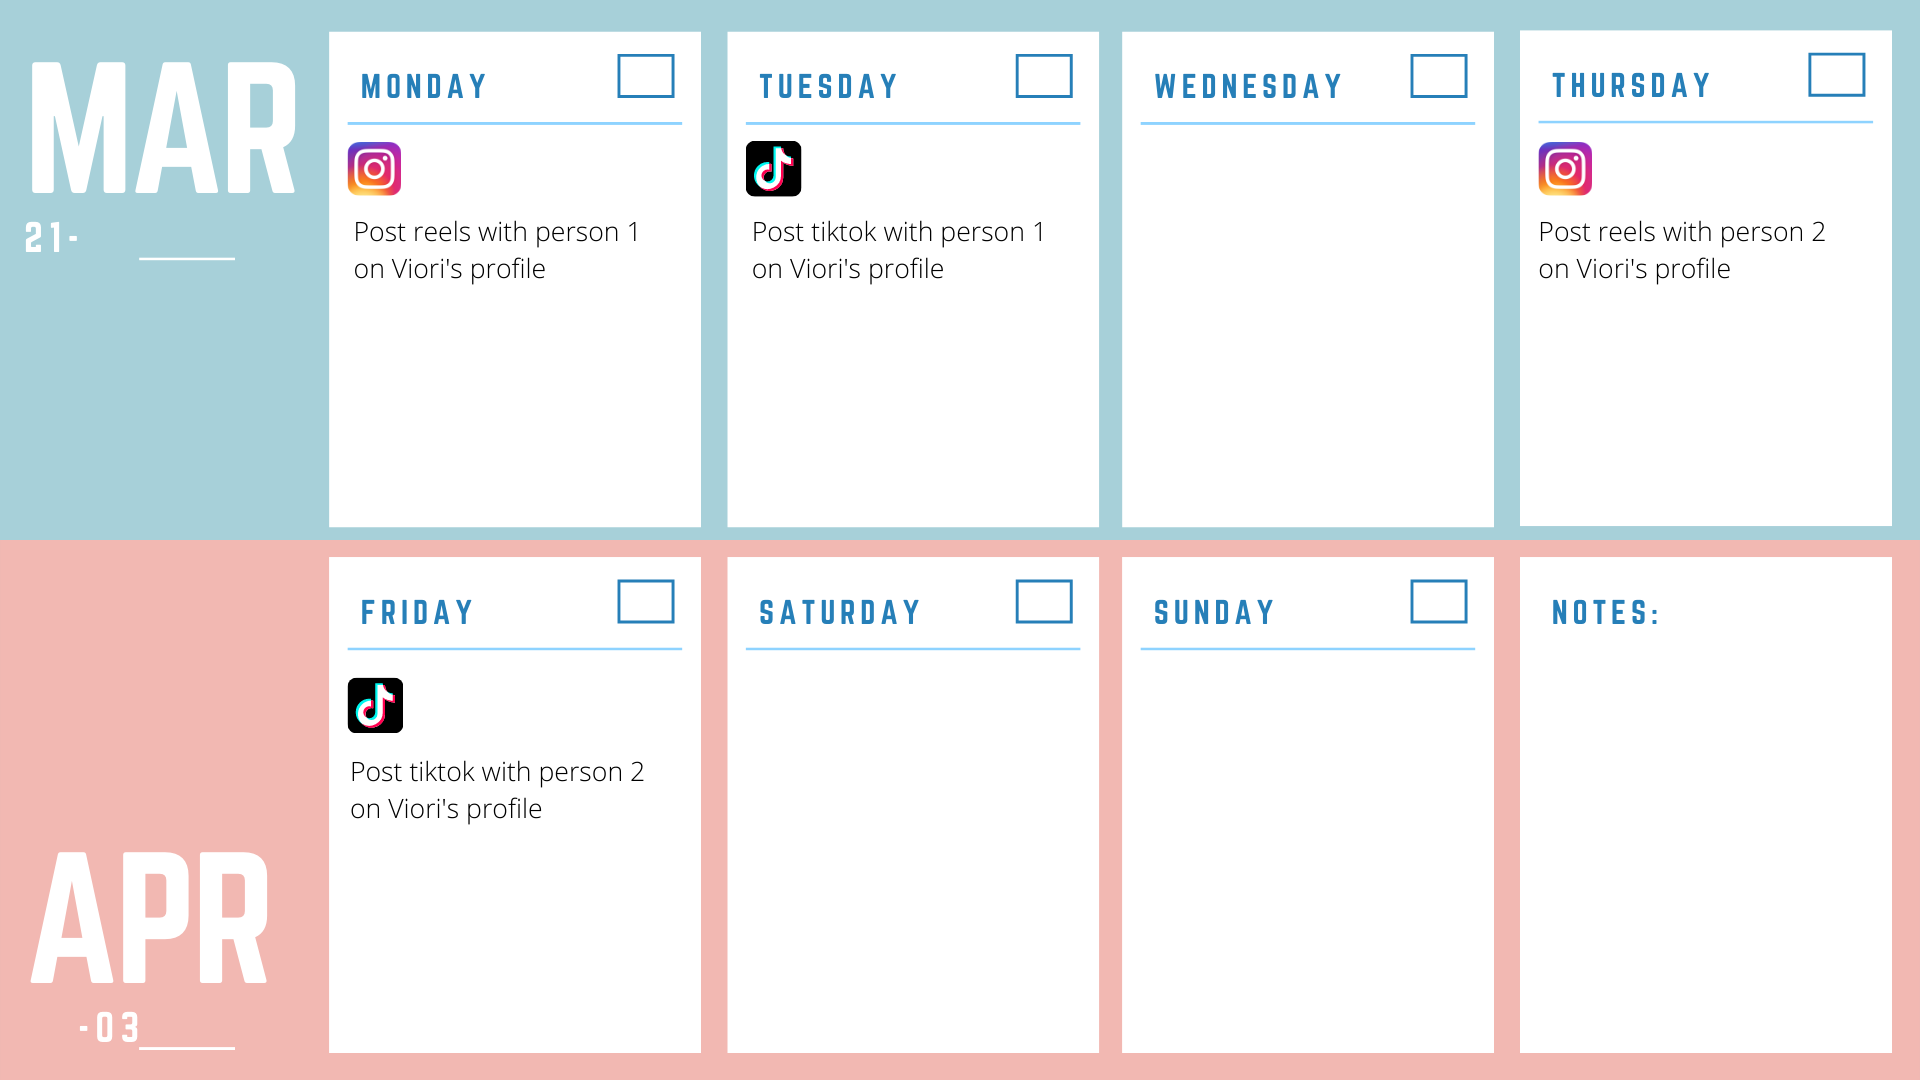 MAR
21-
MONDAY
Post reels with person 1
on Viori's profile
TUESDAY
Post tiktok with person 1
on Viori's profile
WEDNESDAY
THURSDAY
Post reels with person 2
on Viori's profile
APR
-03
FRIDAY
Post tiktok with person 2
on Viori's profile
SATURDAY
SUNDAY
NOTES: